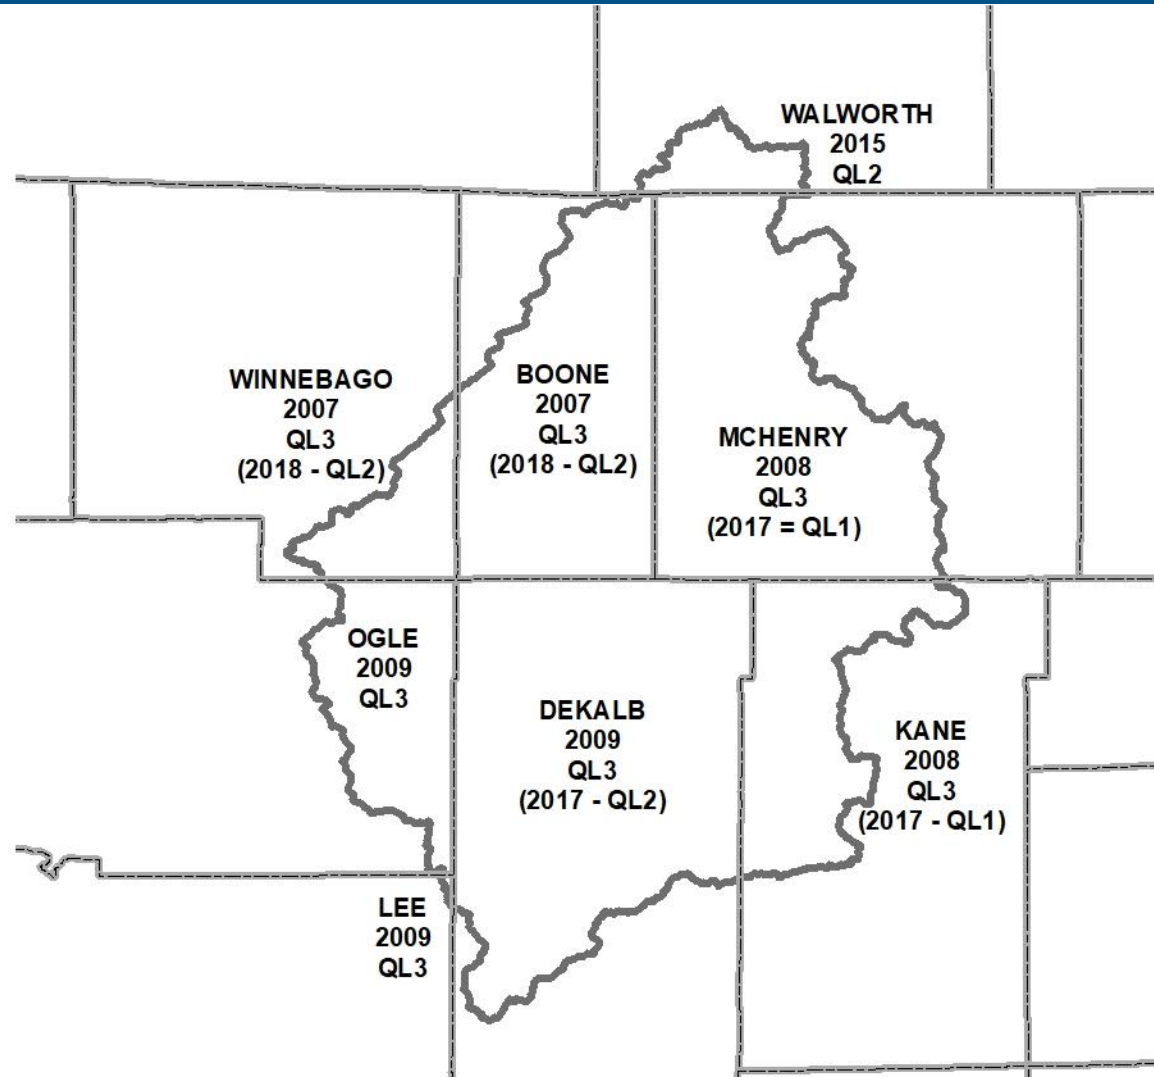 WALWORTH
2015
QL2
WINNEBAGO
2007
QL3
(2018 - QL2)
BOONE
2007
QL3
(2018 - QL2)
MCHENRY
2008
QL3
(2017 = QL1)
OGLE
2009
QL3
DEKALB
2009
QL3
(2017 - QL2)
KANE
2008
QL3
(2017 - QL1)
LEE
2009
QL3